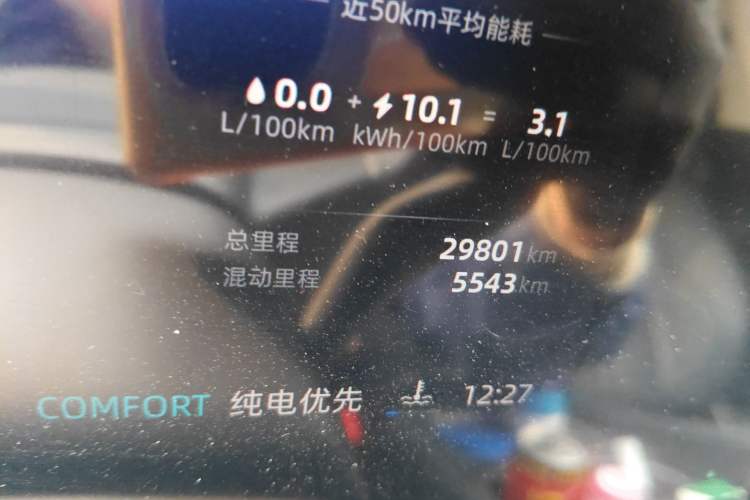 近50km平均能耗
0.0 + 10.1 = 3.1
L/100km kWh/100km L/100km
总里程 29801km
混动里程 5543km
COMFORT 纯电优先 12:27